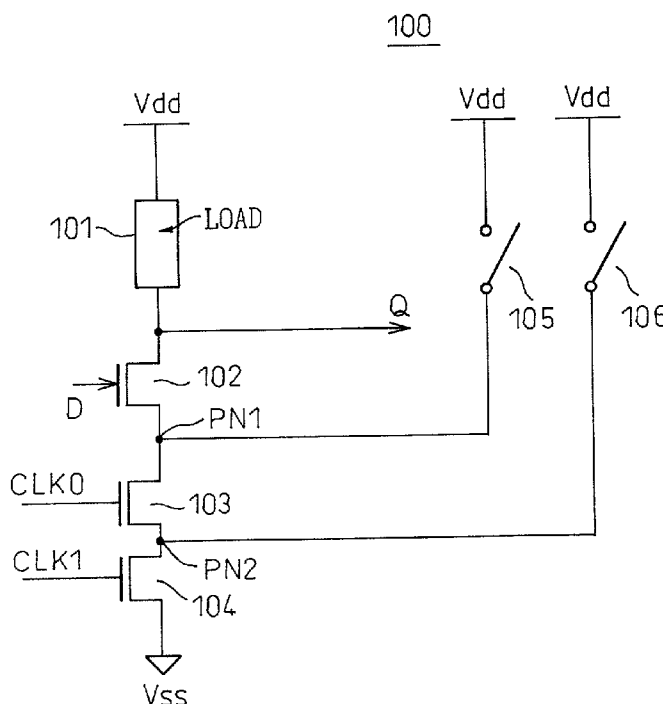 100
Vdd
Vdd
Vdd
101
LOAD
Q
105
106
102
D
PN1
CLK0
103
CLK1
PN2
104
Vss